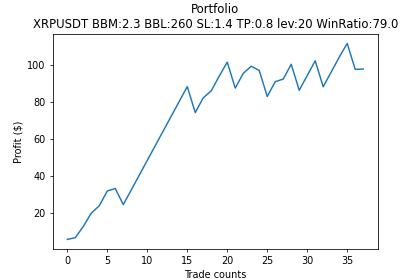 Portfolio
XRPUSDT BBM:2.3 BBL:260 SL:1.4 TP:0.8 lev:20 WinRatio:79.0
100
80
60
40
20
Profit ($)
0 5 10 15 20 25 30 35
Trade counts